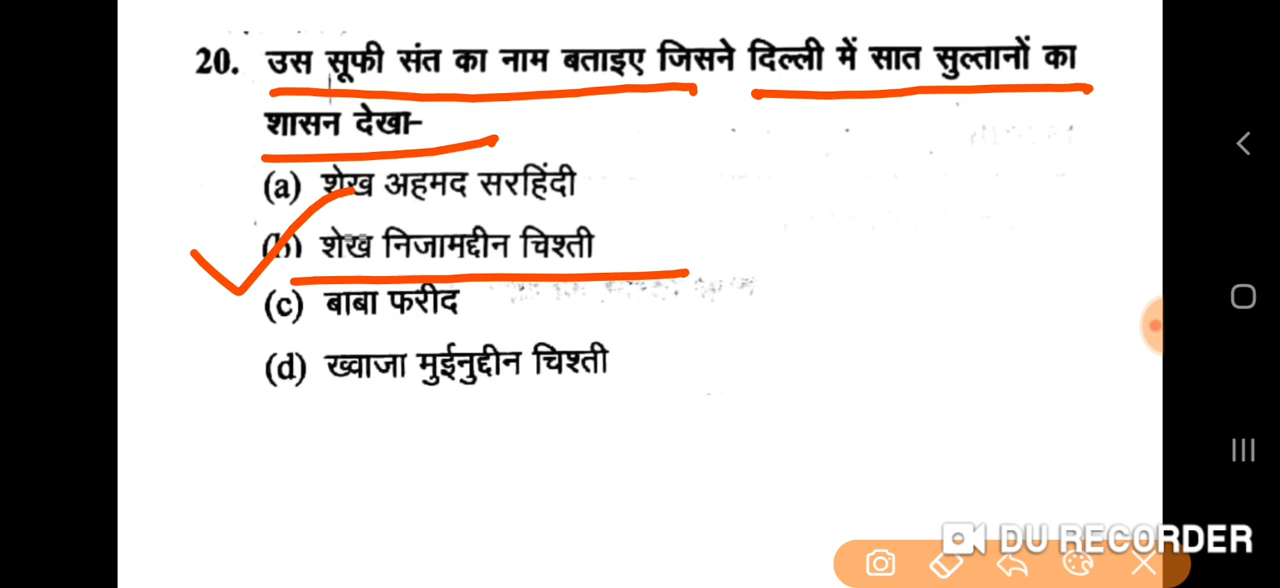 20. उस सूफी संत का नाम बताइए जिसने दिल्ली में सात सुल्तानों का
शासन देखा-
(a) शेख अहमद सरहिंदी
(b) शेख निजामद्दीन चिश्ती
(c) बाबा फरीद
(d) ख्वाजा मुईनुद्दीन चिश्ती
DU RECORDER